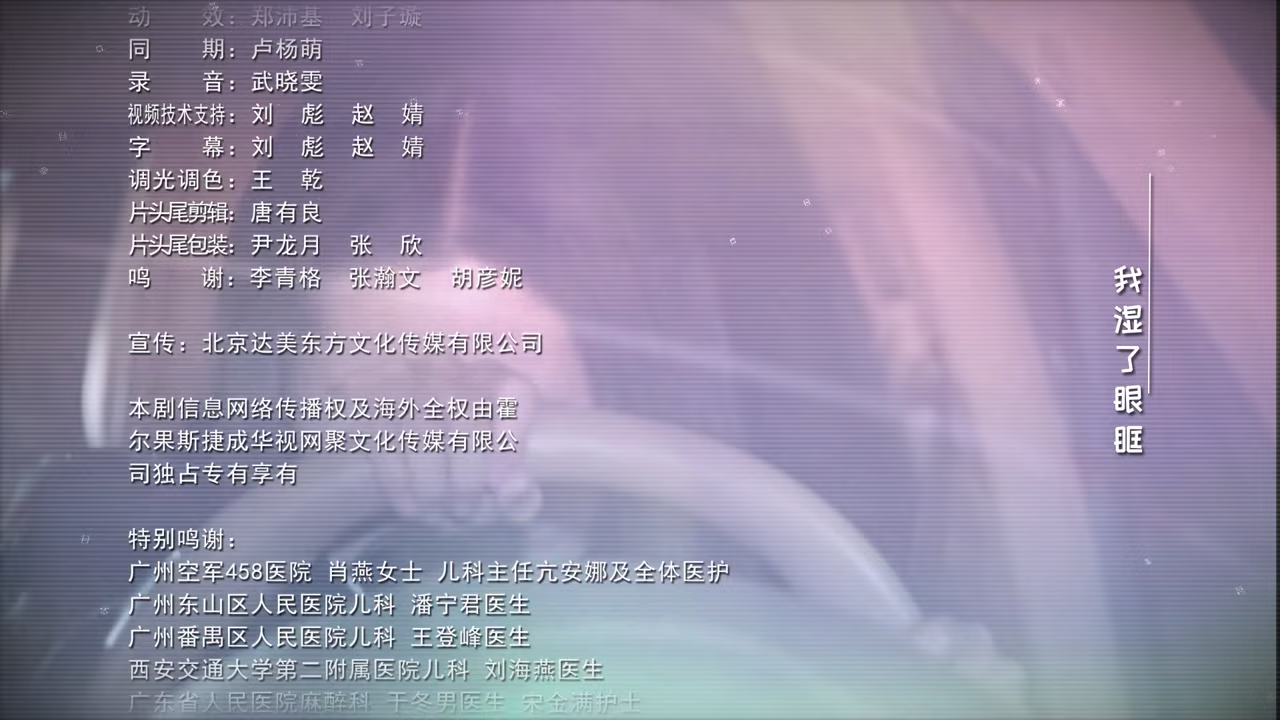 动　　效：郑沛基　刘子璇
同　　期：卢杨萌
录　　音：武晓雯
视频技术支持：刘　彪　赵　婧
字　　幕：刘　彪　赵　婧
调光调色：王　乾
片头尾剪辑：唐有良
片头尾包装：尹龙月　张　欣
鸣　　谢：李青格　张瀚文　胡彦妮
宣传：北京达美东方文化传媒有限公司
本剧信息网络传播权及海外全权由霍
尔果斯捷成华视网聚文化传媒有限公
司独占专有享有
特别鸣谢：
广州空军458医院 肖燕女士 儿科主任亢安娜及全体医护
广州东山区人民医院儿科 潘宁君医生
广州番禺区人民医院儿科 王登峰医生
西安交通大学第二附属医院儿科 刘海燕医生
广东省人民医院麻醉科 于冬男医生 宋金满护士
我湿了眼眶